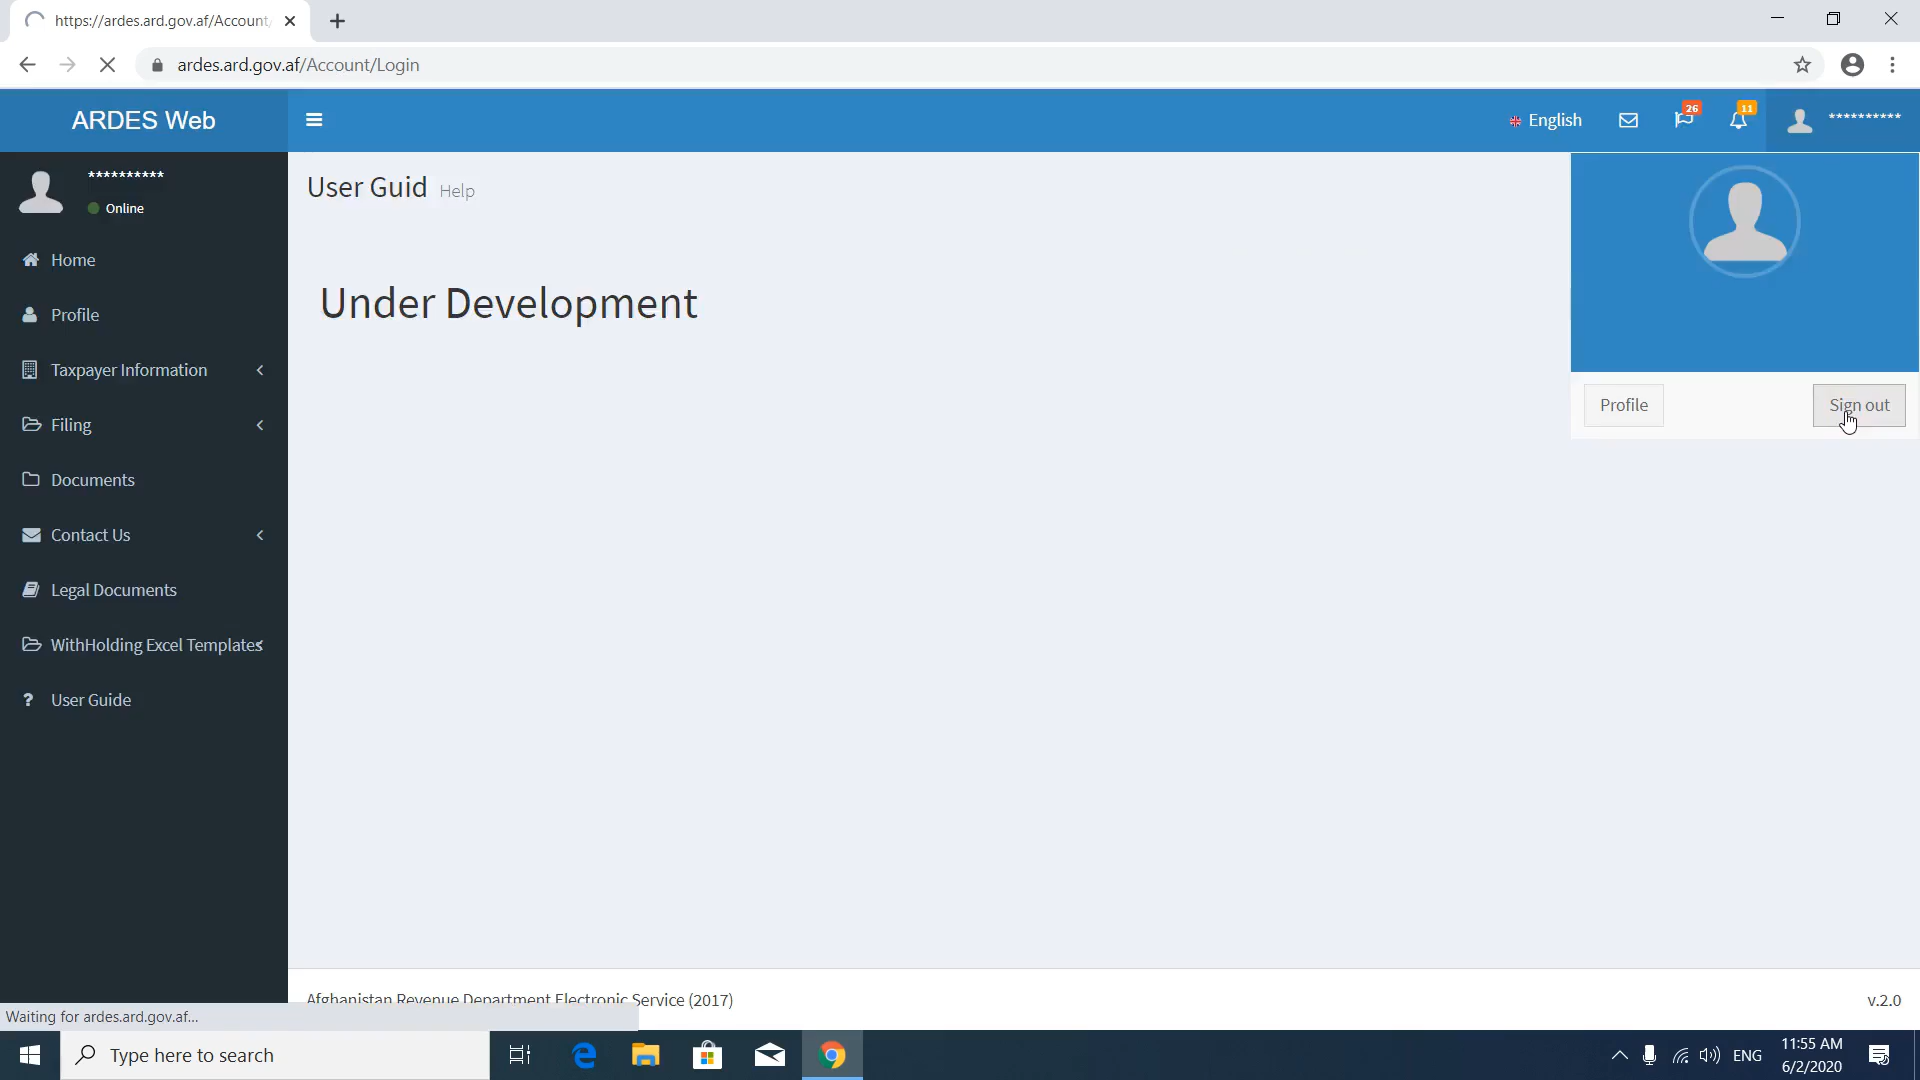 https://ardes.ard.gov.af/Account/
ardes.ard.gov.af/Account/Login
ARDES Web
English
26
11
**********
**********
Online
Home
Profile
Taxpayer Information
Filing
Documents
Contact Us
Legal Documents
WithHolding Excel Templates
User Guide
User Guid Help
Under Development
Profile
Sign out
Afghanistan Revenue Department Electronic Service (2017)
v.2.0
Waiting for ardes.ard.gov.af...
Type here to search
ENG
11:55 AM
6/2/2020